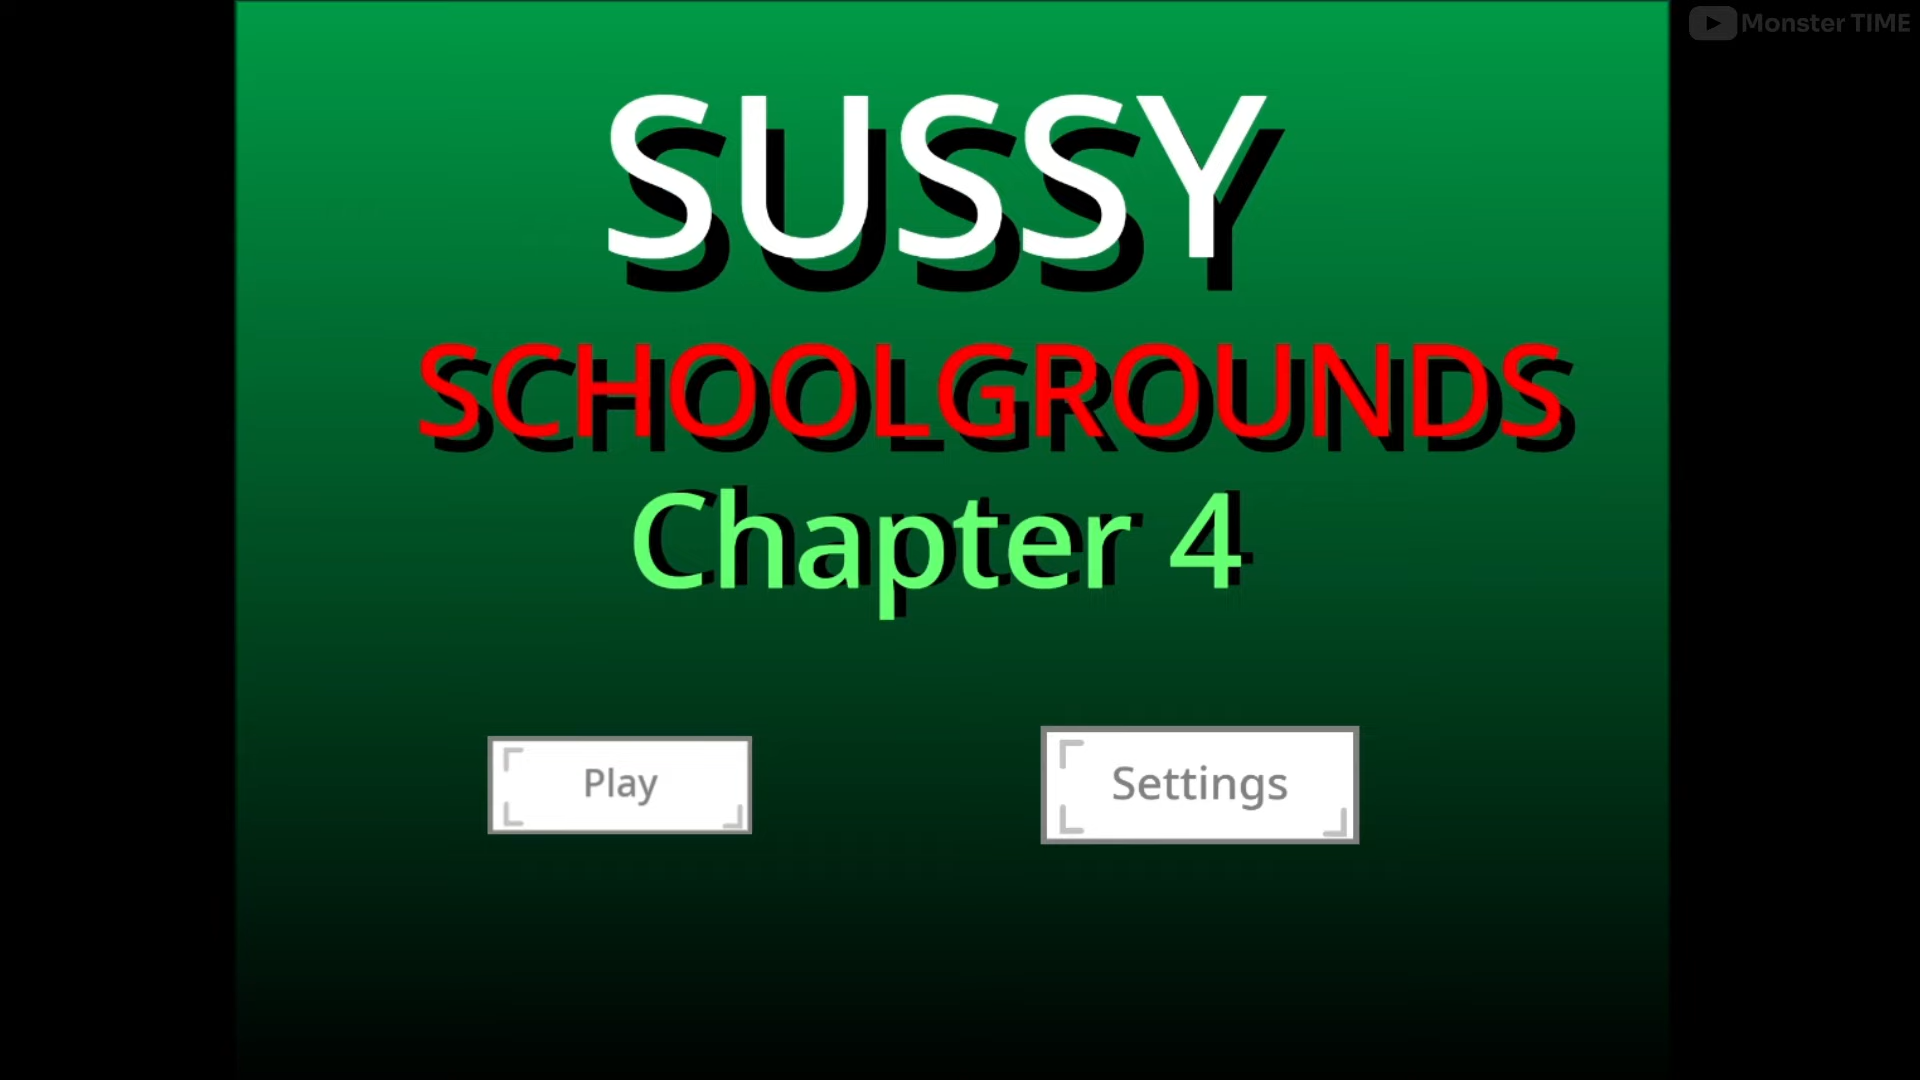 Monster TIME
SUSSY
SCHOOLGROUNDS
Chapter 4
Play
Settings